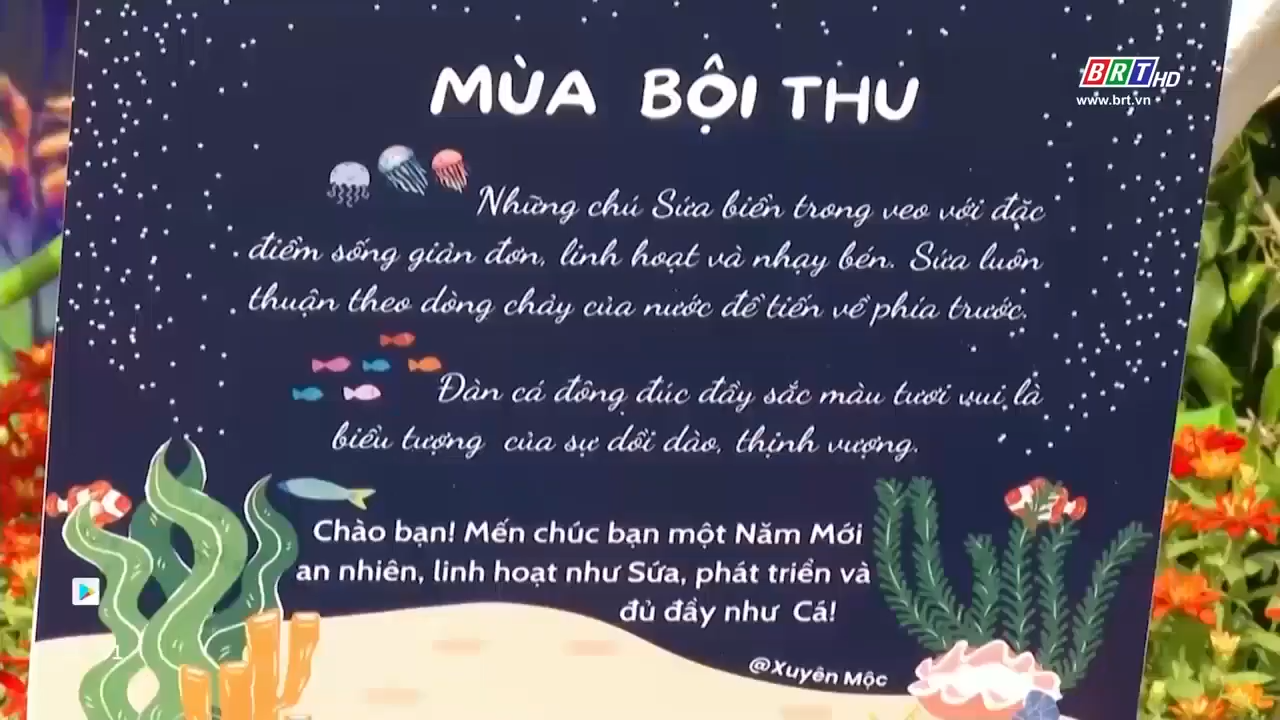 BRT HD
www.brt.vn
MÙA BỘI THU
Những chú Sứa biển trong veo với đặc
điểm sống giản đơn, linh hoạt và nhạy bén. Sứa luôn
thuận theo dòng chảy của nước để tiến về phía trước.
Đàn cá đông đúc đầy sắc màu tươi vui là
biểu tượng của sự dồi dào, thịnh vượng.
Chào bạn! Mến chúc bạn một Năm Mới
an nhiên, linh hoạt như Sứa, phát triển và
đủ đầy như Cá!
@Xuyên Mộc